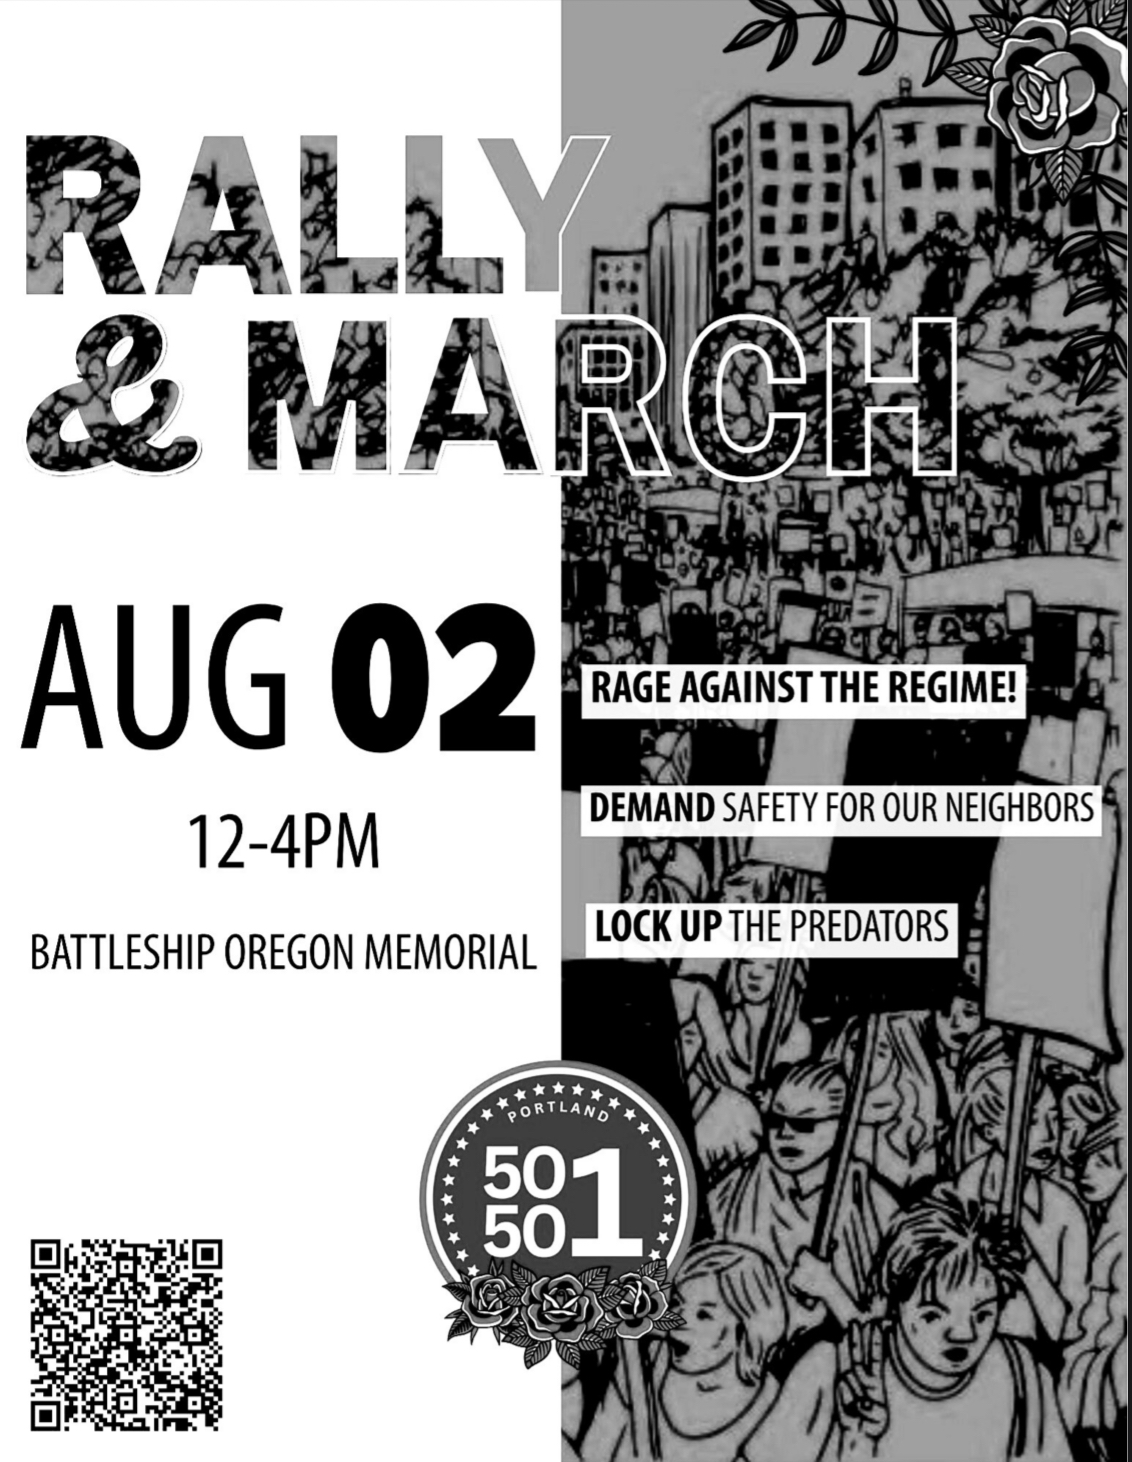 RALLY
& MARCH
AUG 02
12-4PM
BATTLESHIP OREGON MEMORIAL
RAGE AGAINST THE REGIME!
DEMAND SAFETY FOR OUR NEIGHBORS
LOCK UP THE PREDATORS
PORTLAND
50
50 1